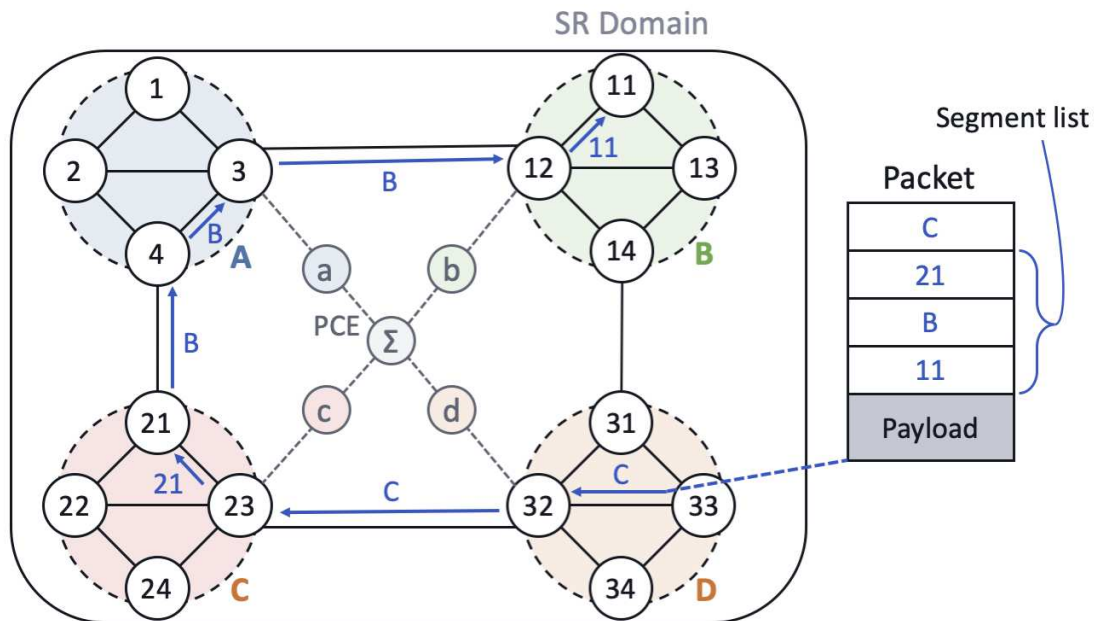 SR Domain
1
2
3
4
A
B
B
B
11
12
13
14
11
B
a
b
PCE
Σ
c
d
21
22
23
24
21
C
C
31
32
33
34
C
D
Segment list
Packet
C
21
B
11
Payload